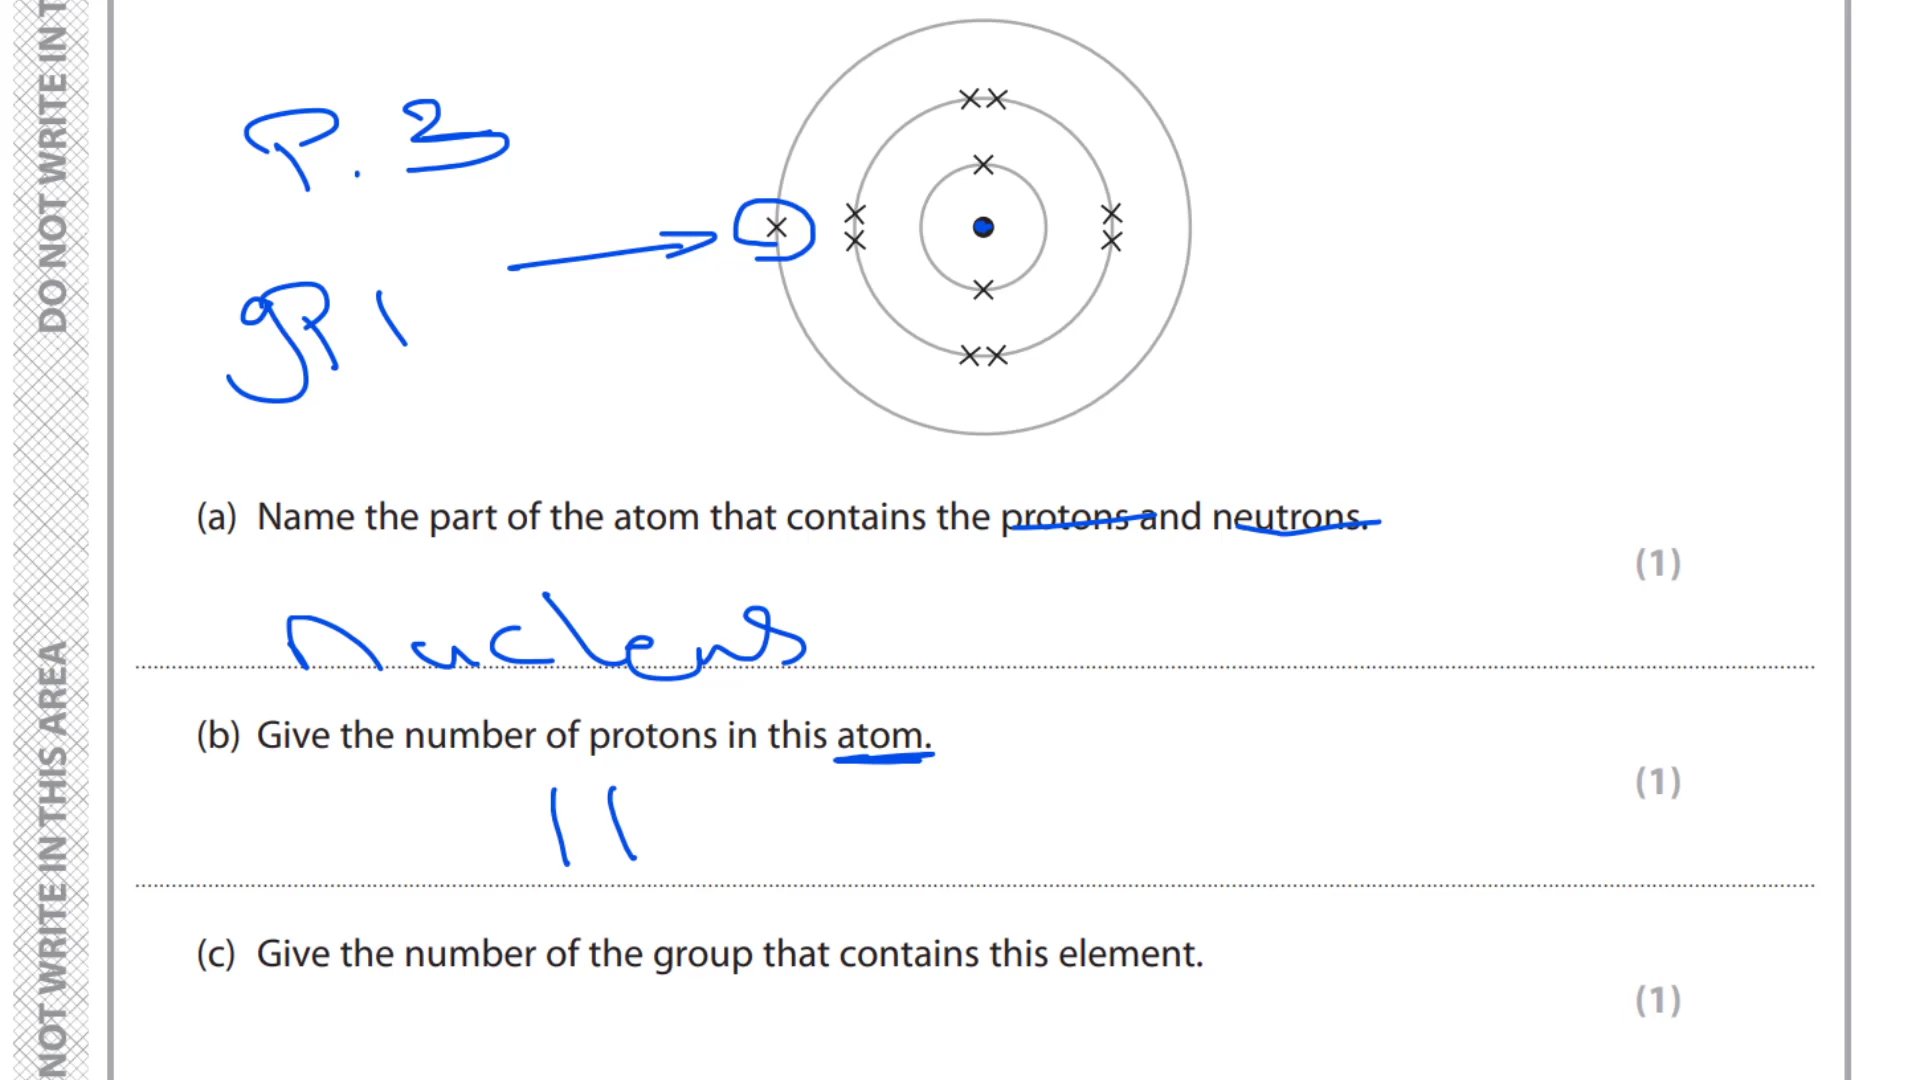 DO NOT WRITE IN T
P. 3
gp 1
(a) Name the part of the atom that contains the protons and neutrons.
(1)
nucleus
(b) Give the number of protons in this atom.
(1)
11
(c) Give the number of the group that contains this element.
(1)
NOT WRITE IN THIS AREA